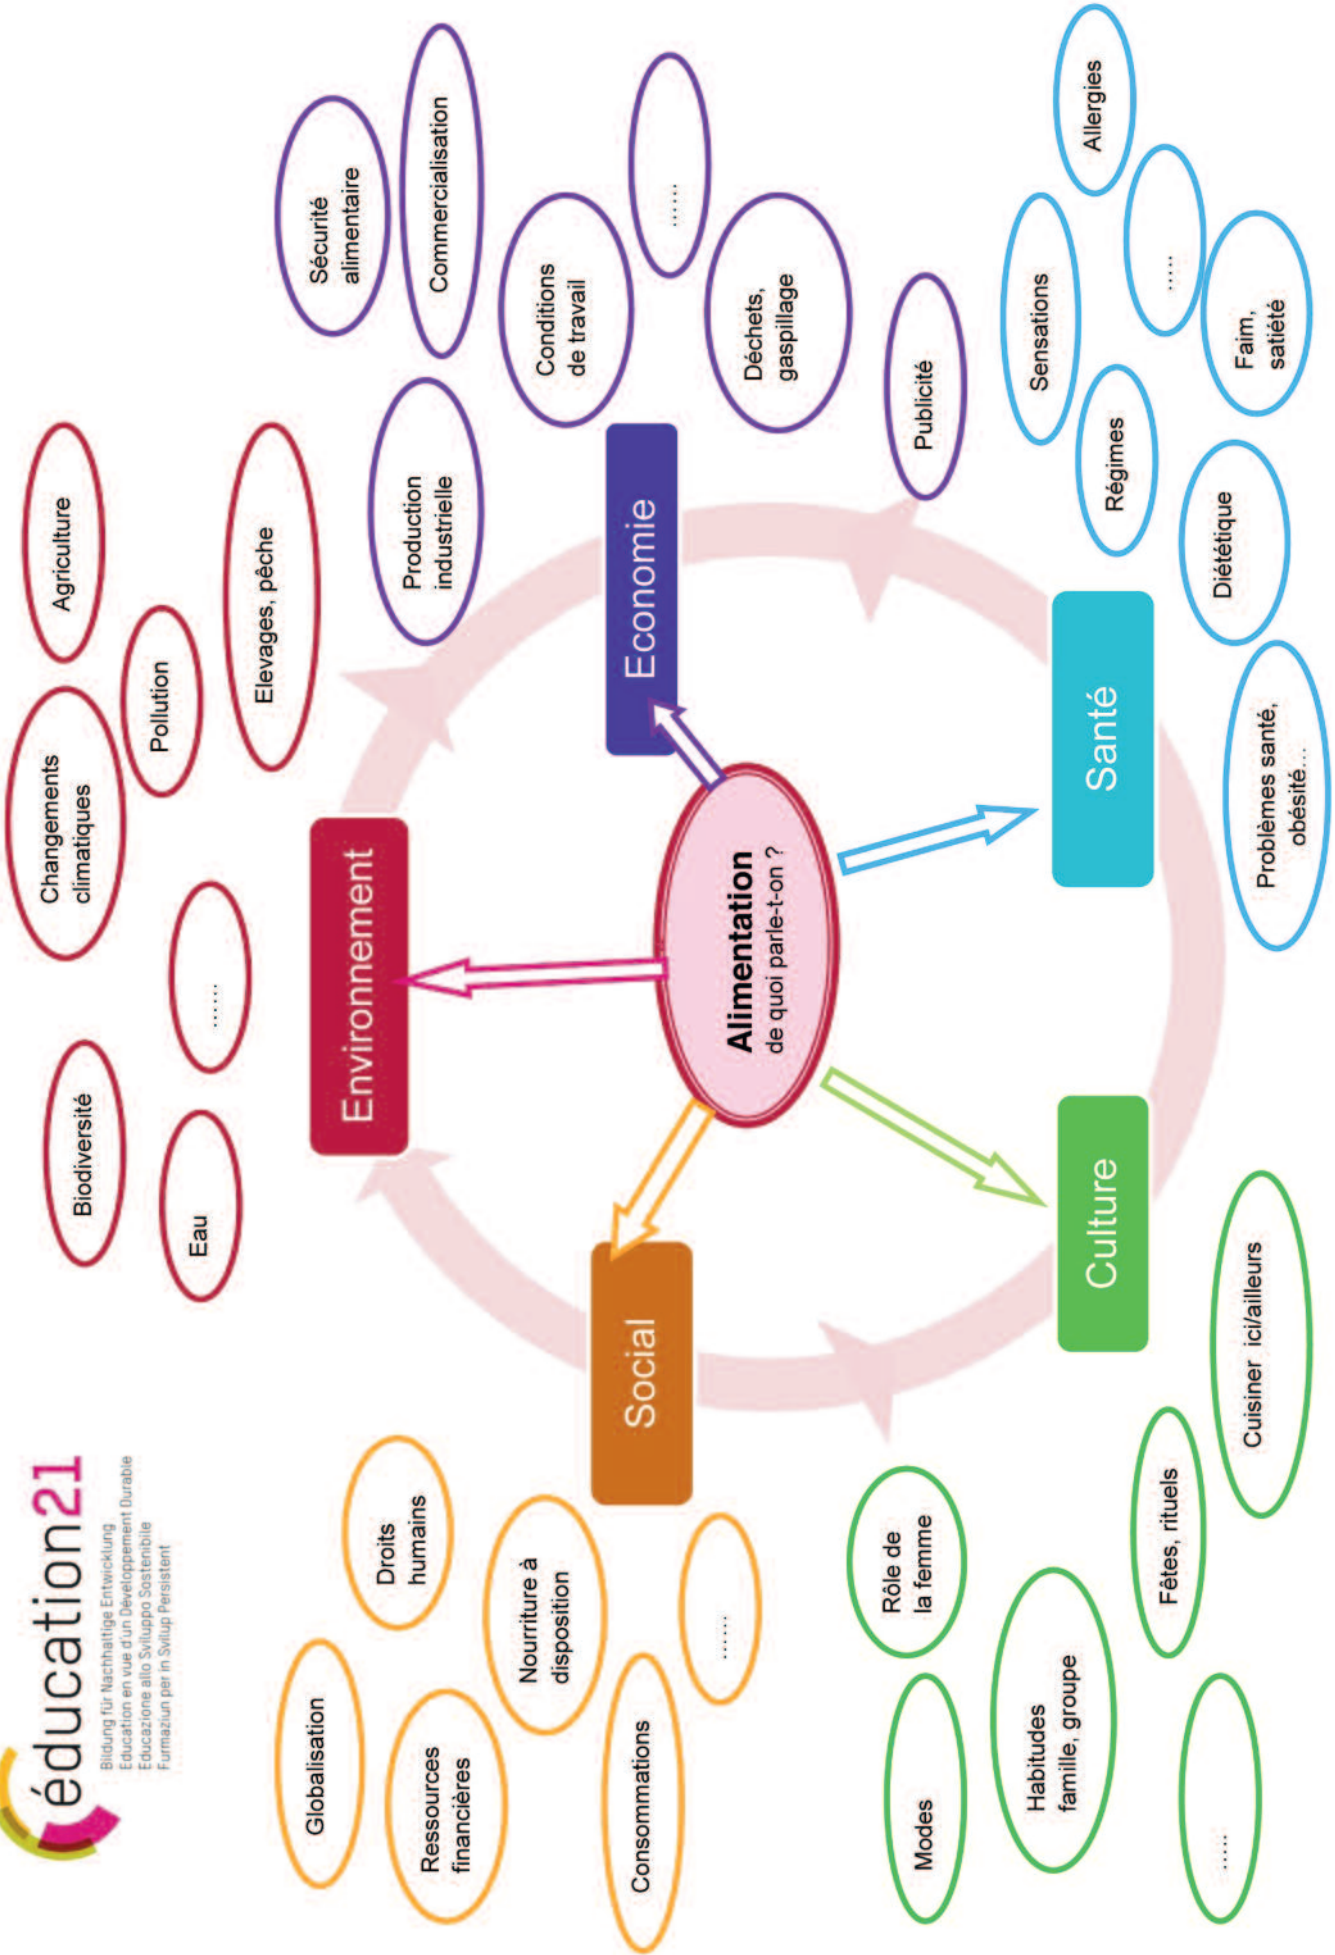 éducation21
Bildung für Nachhaltige Entwicklung
Education en vue d'un Développement Durable
Educazione allo Sviluppo Sostenibile
Furmaziun per in Svilup Persistent
Alimentation
de quoi parle-t-on ?
Environnement
Biodiversité
Eau
......
Changements
climatiques
Pollution
Agriculture
Elevages, pêche
Economie
Production
industrielle
Sécurité
alimentaire
Commercialisation
Conditions
de travail
......
Déchets,
gaspillage
Publicité
Santé
Sensations
Allergies
Régimes
.....
Faim,
satiété
Diététique
Problèmes santé,
obésité...
Culture
Cuisiner ici/ailleurs
Fêtes, rituels
Rôle de
la femme
Habitudes
famille, groupe
Modes
.....
Social
Droits
humains
Globalisation
Ressources
financières
Nourriture à
disposition
Consommations
......